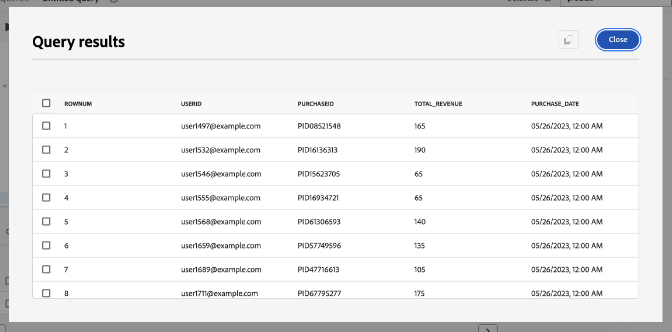 Query results
Close
ROWNUM USERID PURCHASEID TOTAL_REVENUE PURCHASE_DATE
1 user1497@example.com PID08521548 165 05/26/2023, 12:00 AM
2 user1532@example.com PID16136313 190 05/26/2023, 12:00 AM
3 user1546@example.com PID15623705 65 05/26/2023, 12:00 AM
4 user1555@example.com PID16934721 65 05/26/2023, 12:00 AM
5 user1568@example.com PID61306593 140 05/26/2023, 12:00 AM
6 user1659@example.com PID57749596 135 05/26/2023, 12:00 AM
7 user1689@example.com PID47716613 105 05/26/2023, 12:00 AM
8 user1711@example.com PID67795277 175 05/26/2023, 12:00 AM